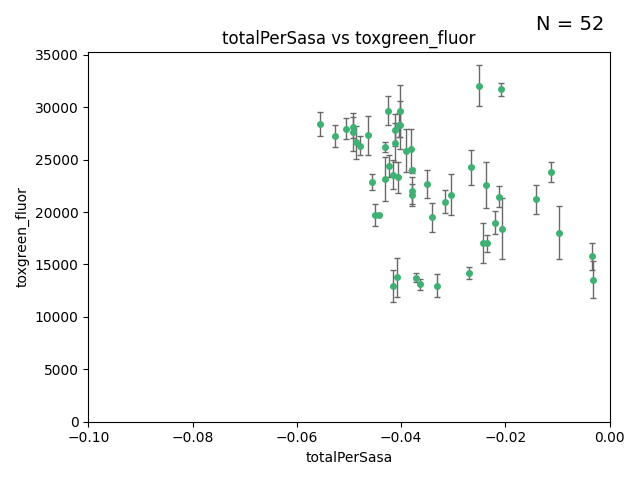 N = 52
totalPerSasa vs toxgreen_fluor
35000
30000
25000
20000
15000
10000
5000
0
toxgreen_fluor
−0.10 −0.08 −0.06 −0.04 −0.02 0.00
totalPerSasa